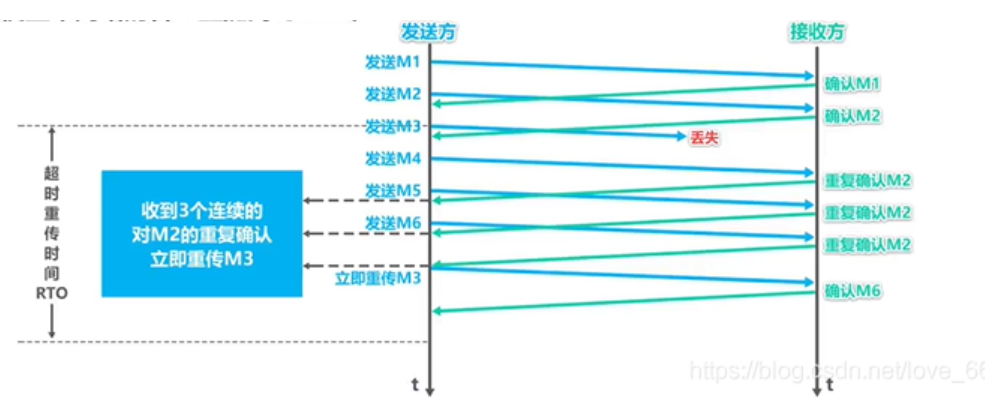 发送方
接收方
发送M1
确认M1
发送M2
确认M2
发送M3
丢失
发送M4
重复确认M2
发送M5
重复确认M2
发送M6
重复确认M2
立即重传M3
确认M6
超
时
重
传
时
间
RTO
收到3个连续的
对M2的重复确认
立即重传M3
t
t
https://blog.csdn.net/love_66